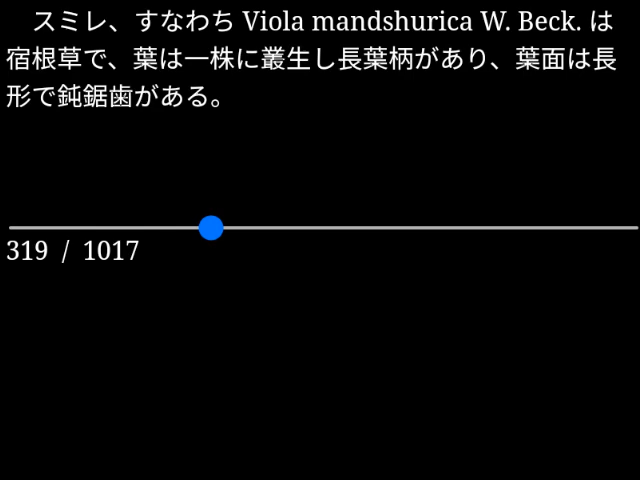 スミレ、すなわち Viola mandshurica W. Beck. は
宿根草で、葉は一株に叢生し長葉柄があり、葉面は長
形で鈍鋸歯がある。
319 / 1017